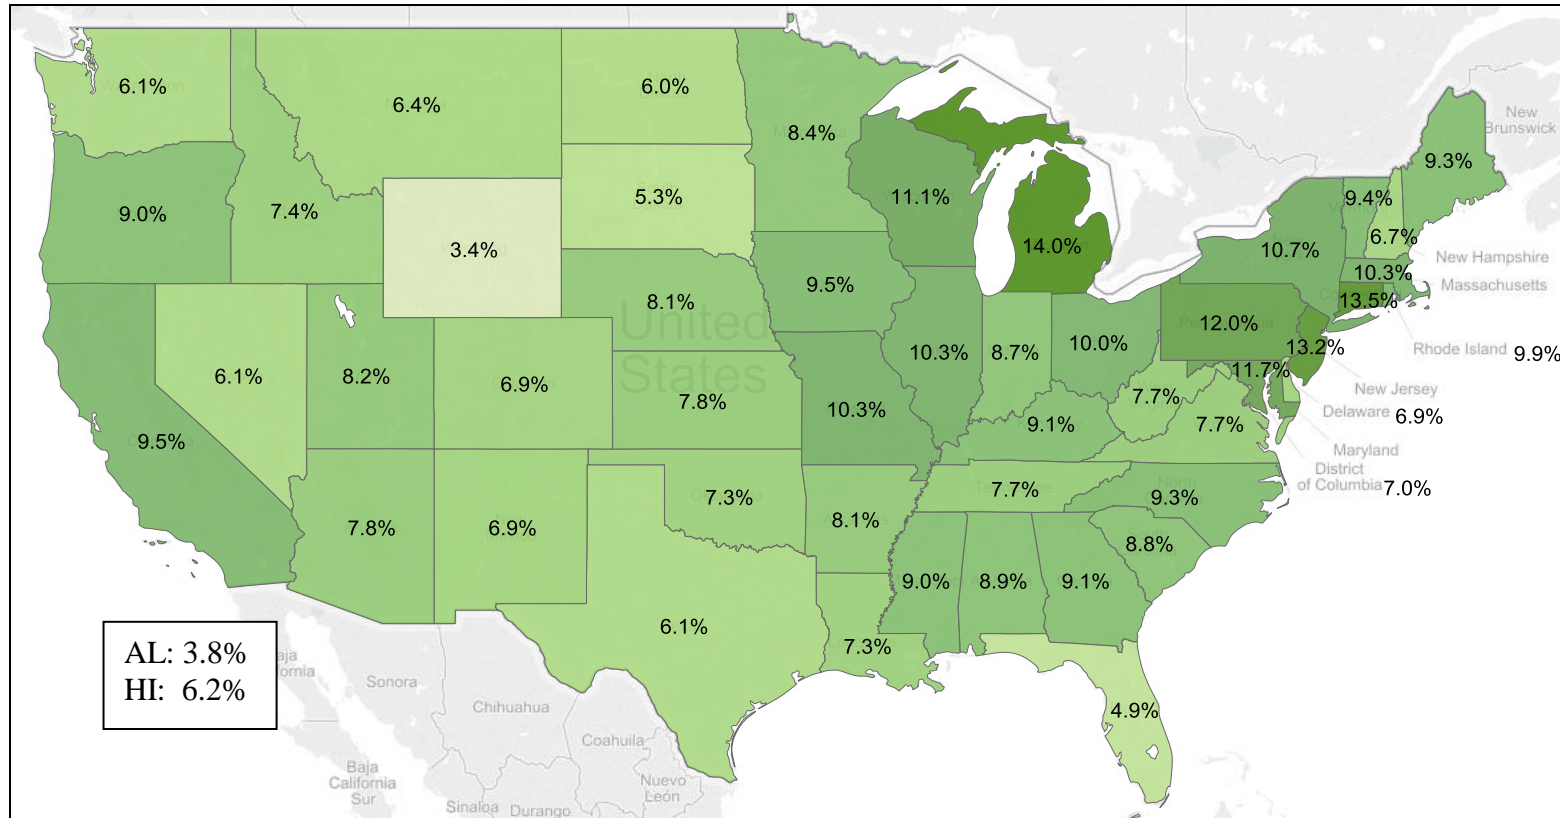 6.1%
6.4%
6.0%
8.4%
New
Brunswick
9.3%
9.0%
7.4%
5.3%
11.1%
9.4%
3.4%
14.0%
10.7%
6.7%
New Hampshire
10.3%
Massachusetts
9.5%
8.1%
13.5%
United
States
12.0%
13.2%
Rhode Island 9.9%
6.1%
8.2%
6.9%
7.8%
10.3%
8.7%
10.0%
11.7%
New Jersey
Delaware 6.9%
9.5%
10.3%
9.1%
7.7%
7.7%
Maryland
District
of Columbia 7.0%
7.8%
6.9%
7.3%
8.1%
7.7%
9.3%
8.8%
9.0%
8.9%
9.1%
6.1%
7.3%
4.9%
AL: 3.8%
HI: 6.2%
Sonora
Chihuahua
Coahuila
Baja
California
Sur
Nuevo
León
Sinaloa
Durango